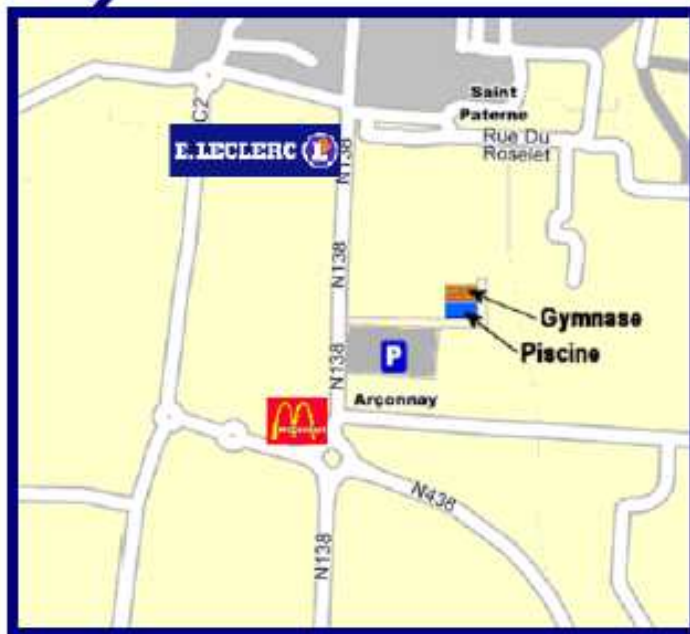 Saint
Paterne
C2
E.LECLERC L
Rue Du
Roselet
N138
N138
Gymnase
Piscine
N138
P
Arçonnay
N438
N138